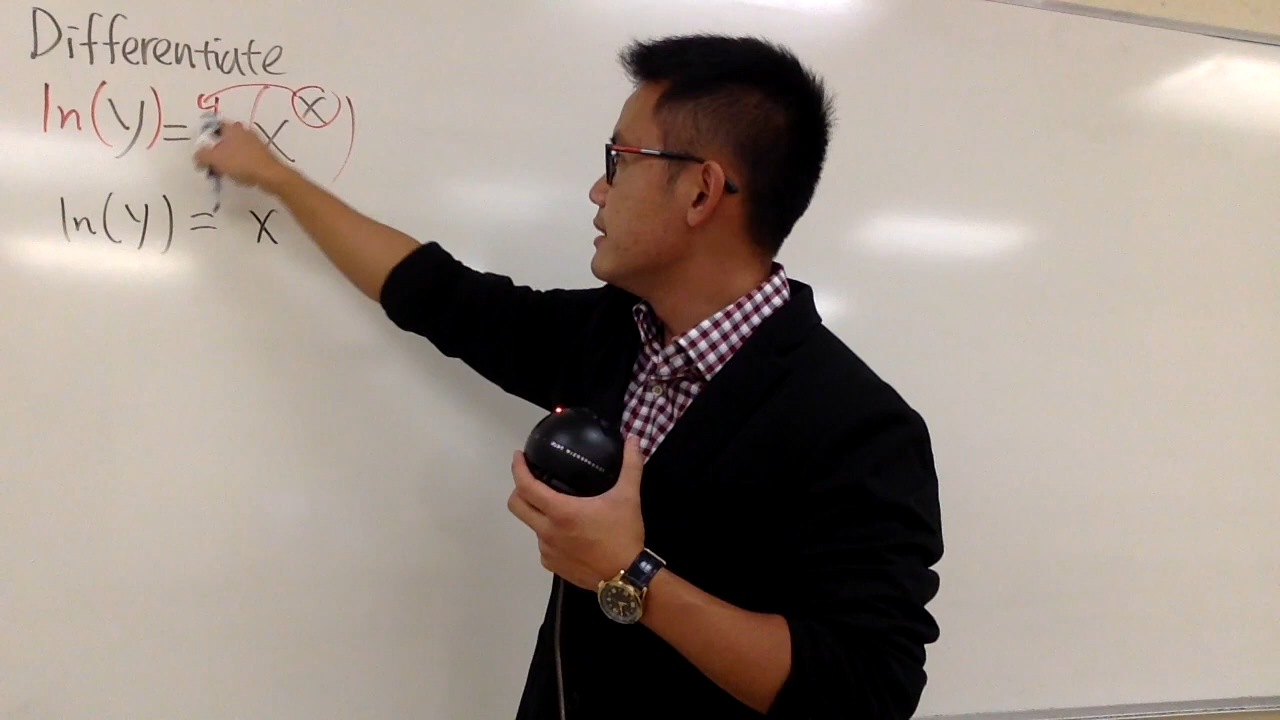 Differentiate
ln(y) = (x^x)
ln(y) = x